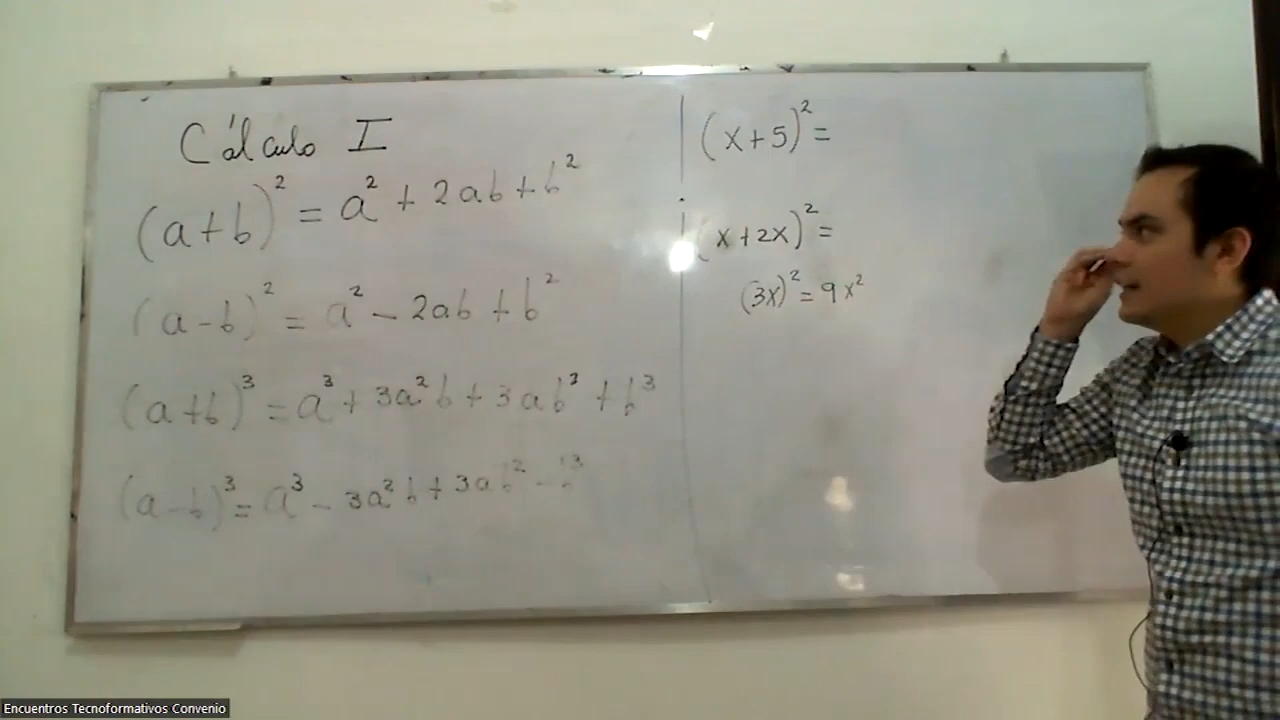 Cálculo I
(a+b)² = a² + 2ab + b²
(a-b)² = a² - 2ab + b²
(a+b)³ = a³ + 3a²b + 3ab² + b³
(a-b)³ = a³ - 3a²b + 3ab² - b³
(x+5)² =
(x+2x)² =
(3x)² = 9x²
Encuentros Tecnoformativos Convenio